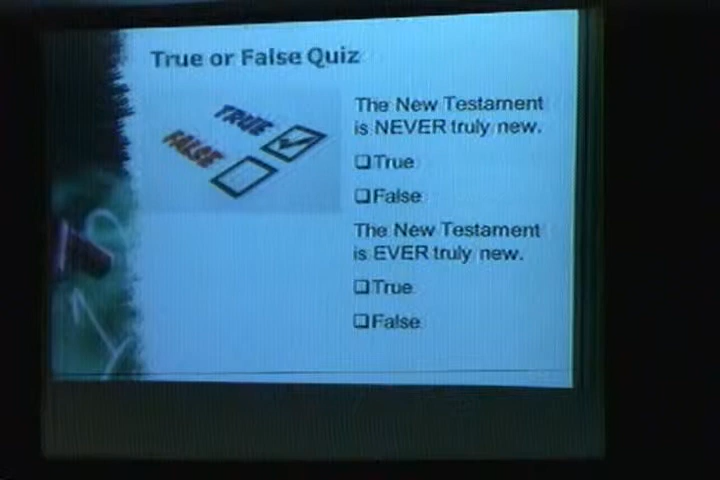 True or False Quiz
TRUE
FALSE
The New Testament
is NEVER truly new.
❑True
❑False
The New Testament
is EVER truly new.
❑True
❑False